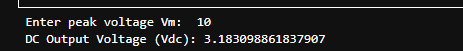 Enter peak voltage Vm:  10
DC Output Voltage (Vdc): 3.183098861837907